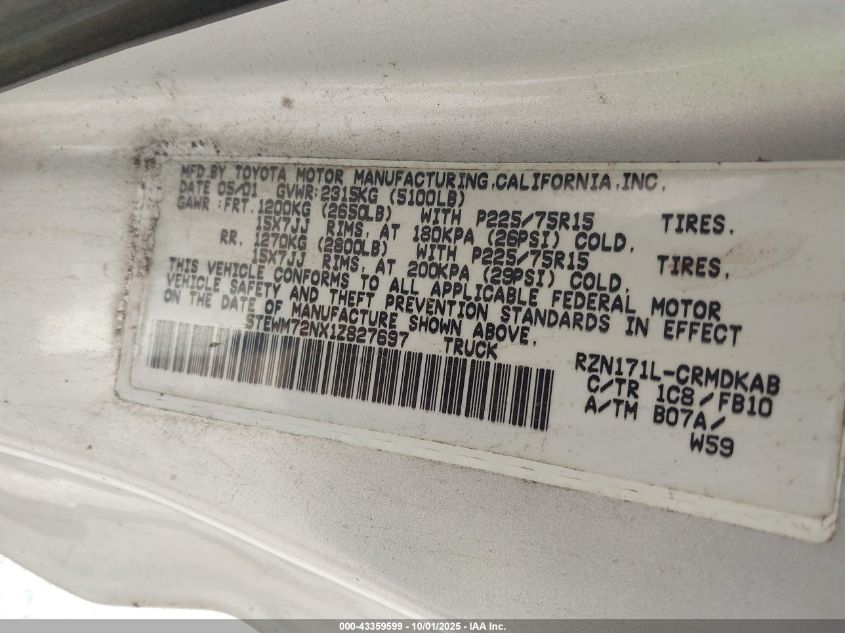 MFD.BY TOYOTA MOTOR MANUFACTURING.CALIFORNIA.INC.
DATE 05/01 GVWR:2315KG (5100LB)
GAWR:FRT.1200KG (2650LB) WITH P225/75R15 TIRES.
15X7JJ RIMS, AT 180KPA (26PSI) COLD.
RR. 1270KG (2800LB) WITH P225/75R15 TIRES.
15X7JJ RIMS, AT 200KPA (29PSI) COLD.
THIS VEHICLE CONFORMS TO ALL APPLICABLE FEDERAL MOTOR
VEHICLE SAFETY AND THEFT PREVENTION STANDARDS IN EFFECT
ON THE DATE OF MANUFACTURE SHOWN ABOVE.
5TEWM72NX1Z827697 TRUCK
RZN171L-CRMDKAB
C/TR 1C8/FB10
A/TM B07A/
W59
000-43359599 - 10/01/2025 - IAA Inc.